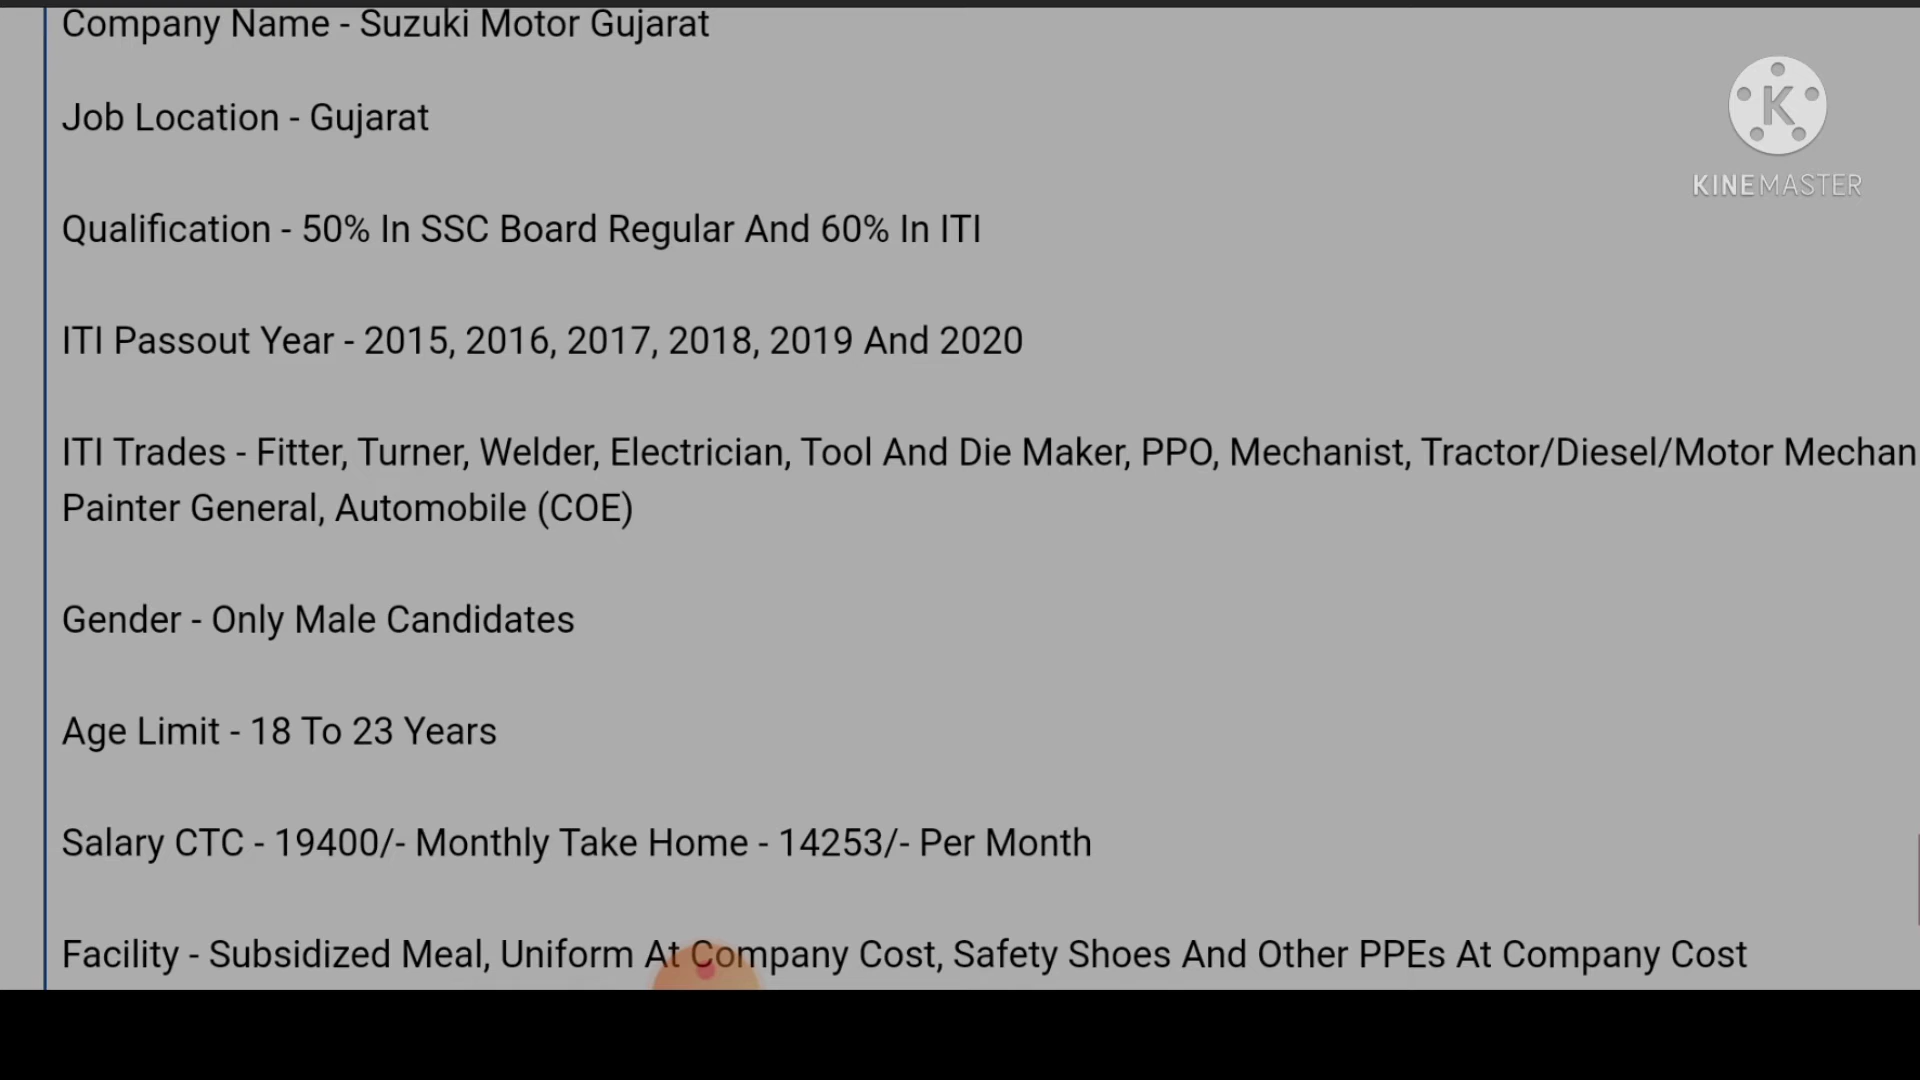 Company Name - Suzuki Motor Gujarat
Job Location - Gujarat
K
KINEMASTER
Qualification - 50% In SSC Board Regular And 60% In ITI
ITI Passout Year - 2015, 2016, 2017, 2018, 2019 And 2020
ITI Trades - Fitter, Turner, Welder, Electrician, Tool And Die Maker, PPO, Mechanist, Tractor/Diesel/Motor Mechan
Painter General, Automobile (COE)
Gender - Only Male Candidates
Age Limit - 18 To 23 Years
Salary CTC - 19400/- Monthly Take Home - 14253/- Per Month
Facility - Subsidized Meal, Uniform At Company Cost, Safety Shoes And Other PPEs At Company Cost